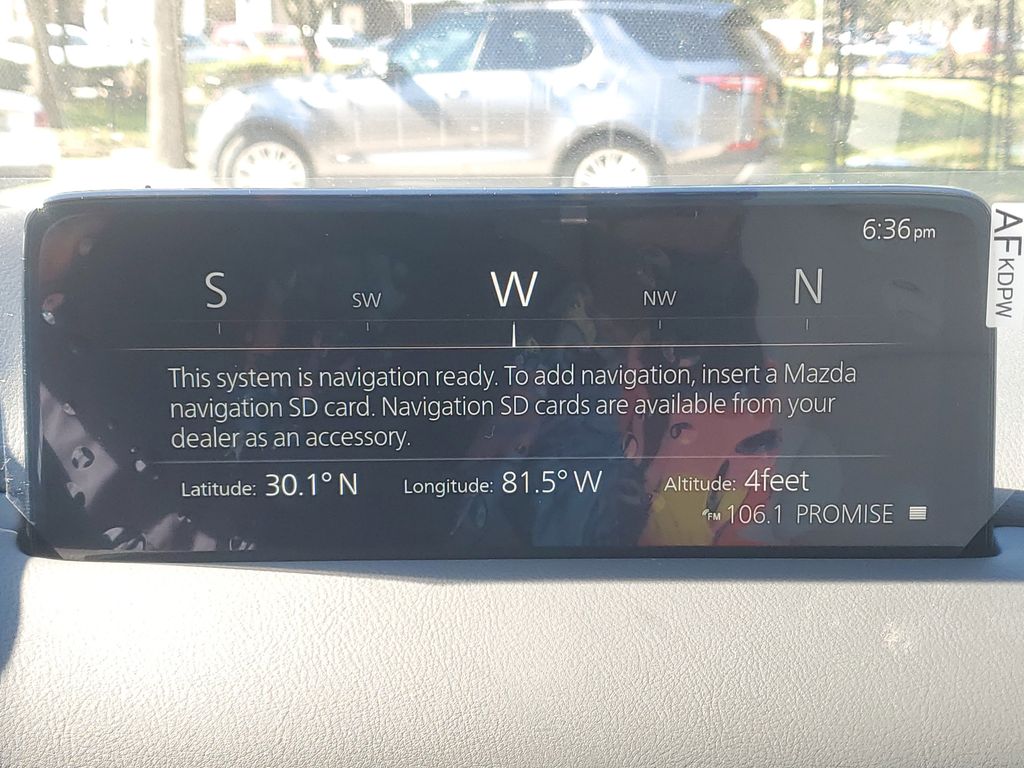 6:36pm
S SW W NW N
This system is navigation ready. To add navigation, insert a Mazda
navigation SD card. Navigation SD cards are available from your
dealer as an accessory.
Latitude: 30.1° N Longitude: 81.5° W Altitude: 4feet
FM 106.1 PROMISE
AF KDPW